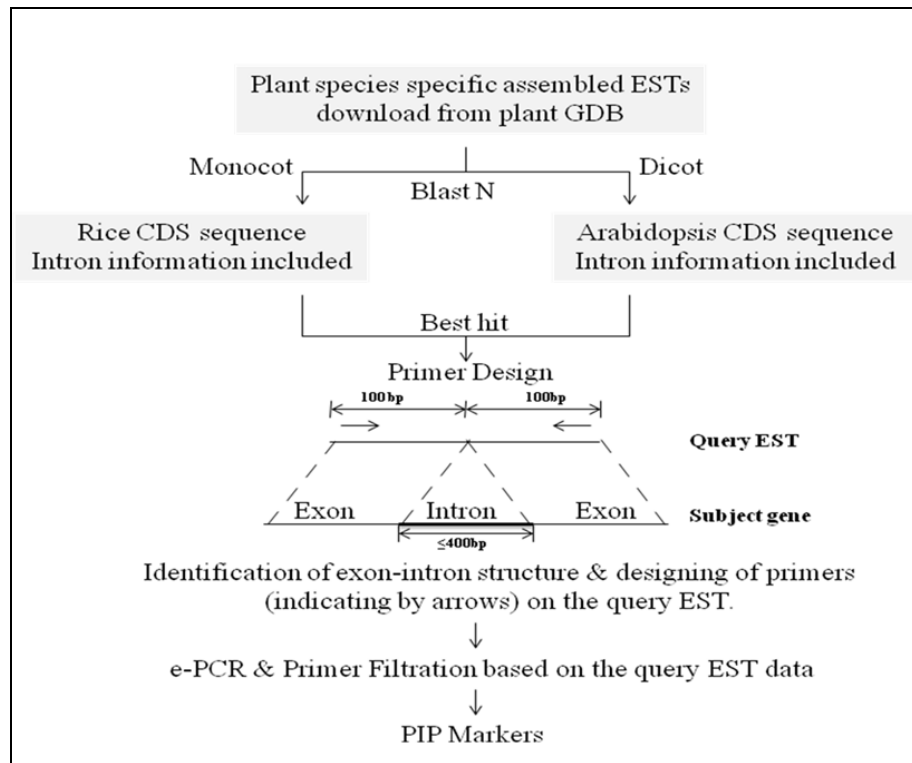 Plant species specific assembled ESTs
download from plant GDB
Monocot
Dicot
Blast N
Rice CDS sequence
Intron information included
Arabidopsis CDS sequence
Intron information included
Best hit
Primer Design
100bp
100bp
Query EST
Exon
Intron
Exon
Subject gene
≤400bp
Identification of exon-intron structure & designing of primers
(indicating by arrows) on the query EST.
e-PCR & Primer Filtration based on the query EST data
PIP Markers